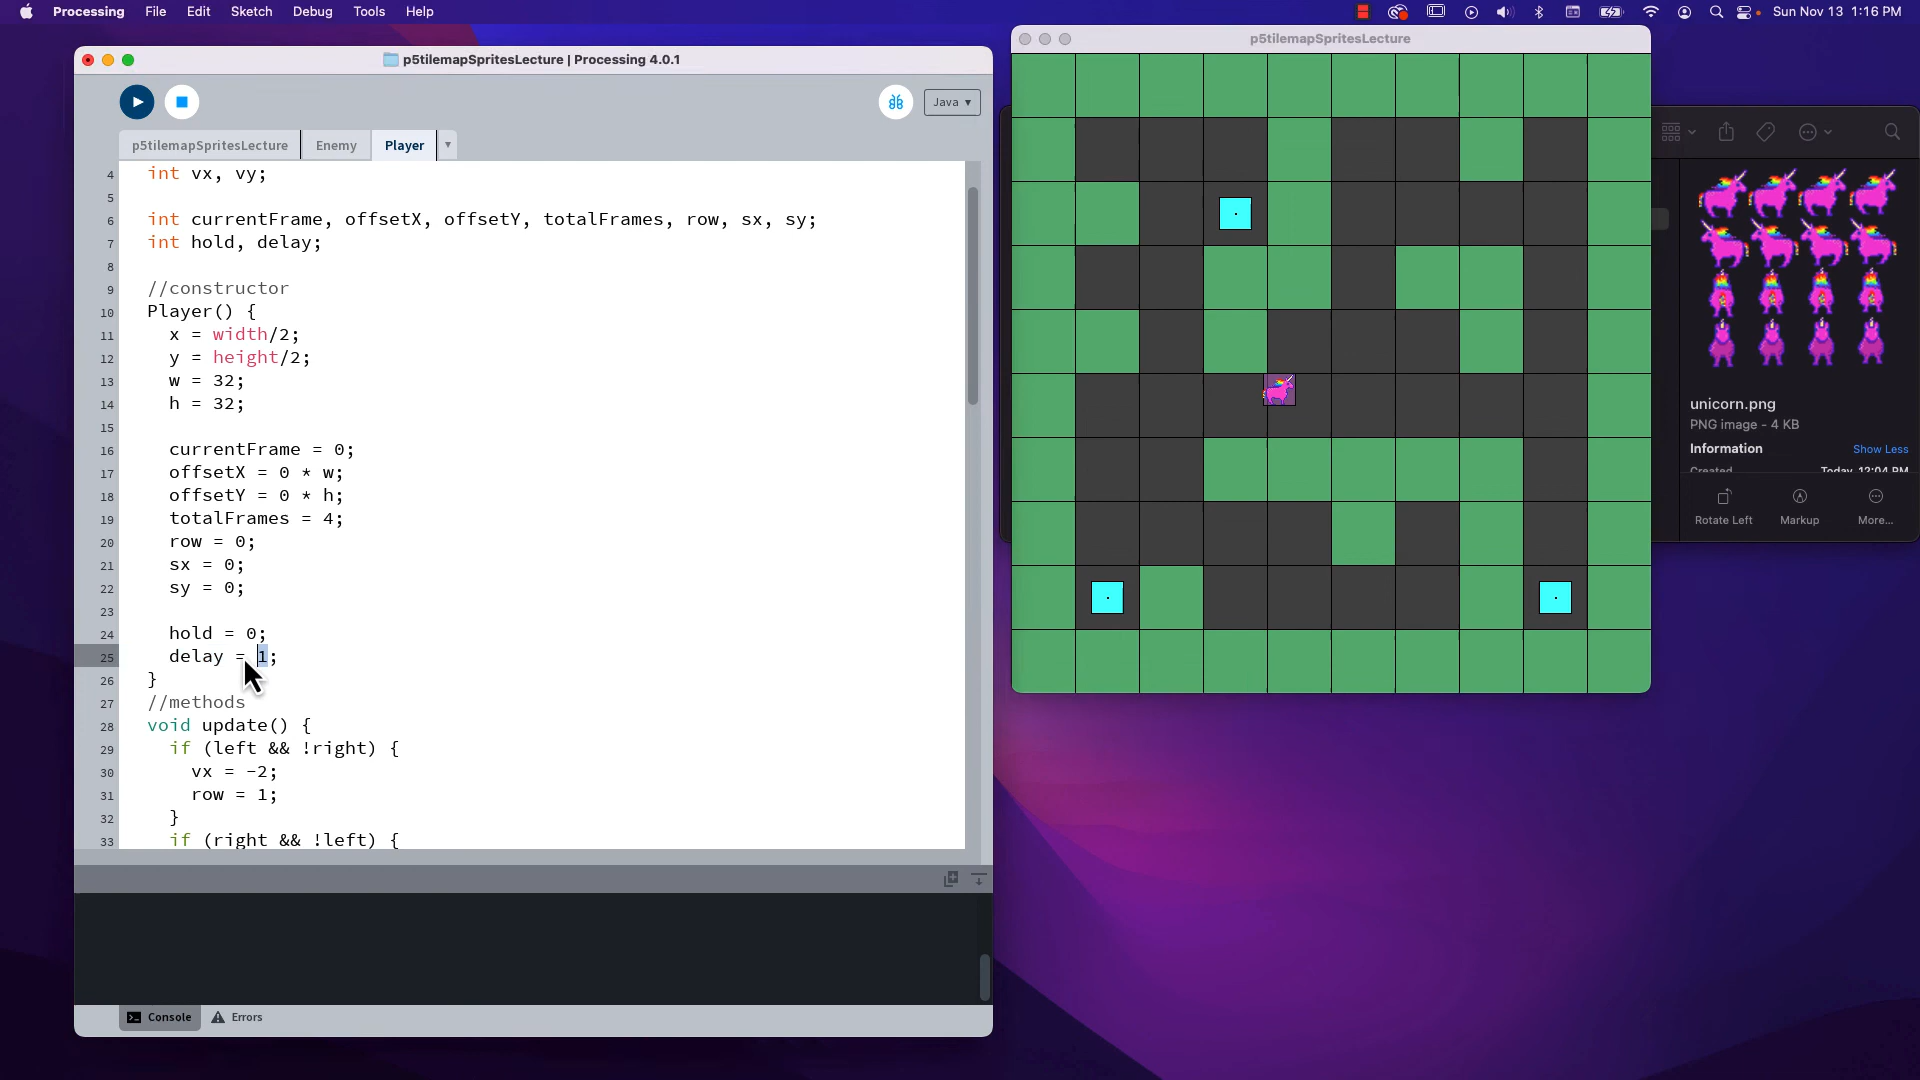 Processing File Edit Sketch Debug Tools Help
Sun Nov 13 1:16 PM
p5tilemapSpritesLecture | Processing 4.0.1
Java ▾
p5tilemapSpritesLecture Enemy Player ▾
4 int vx, vy;
5
6 int currentFrame, offsetX, offsetY, totalFrames, row, sx, sy;
7 int hold, delay;
8
9 //constructor
10 Player() {
11 x = width/2;
12 y = height/2;
13 w = 32;
14 h = 32;
15
16 currentFrame = 0;
17 offsetX = 0 * w;
18 offsetY = 0 * h;
19 totalFrames = 4;
20 row = 0;
21 sx = 0;
22 sy = 0;
23
24 hold = 0;
25 delay = 1;
26 }
27 //methods
28 void update() {
29 if (left && !right) {
30 vx = -2;
31 row = 1;
32 }
33 if (right && !left) {
Console Errors
p5tilemapSpritesLecture
unicorn.png
PNG image - 4 KB
Information Show Less
Created Today, 12:04 PM
Rotate Left Markup More...